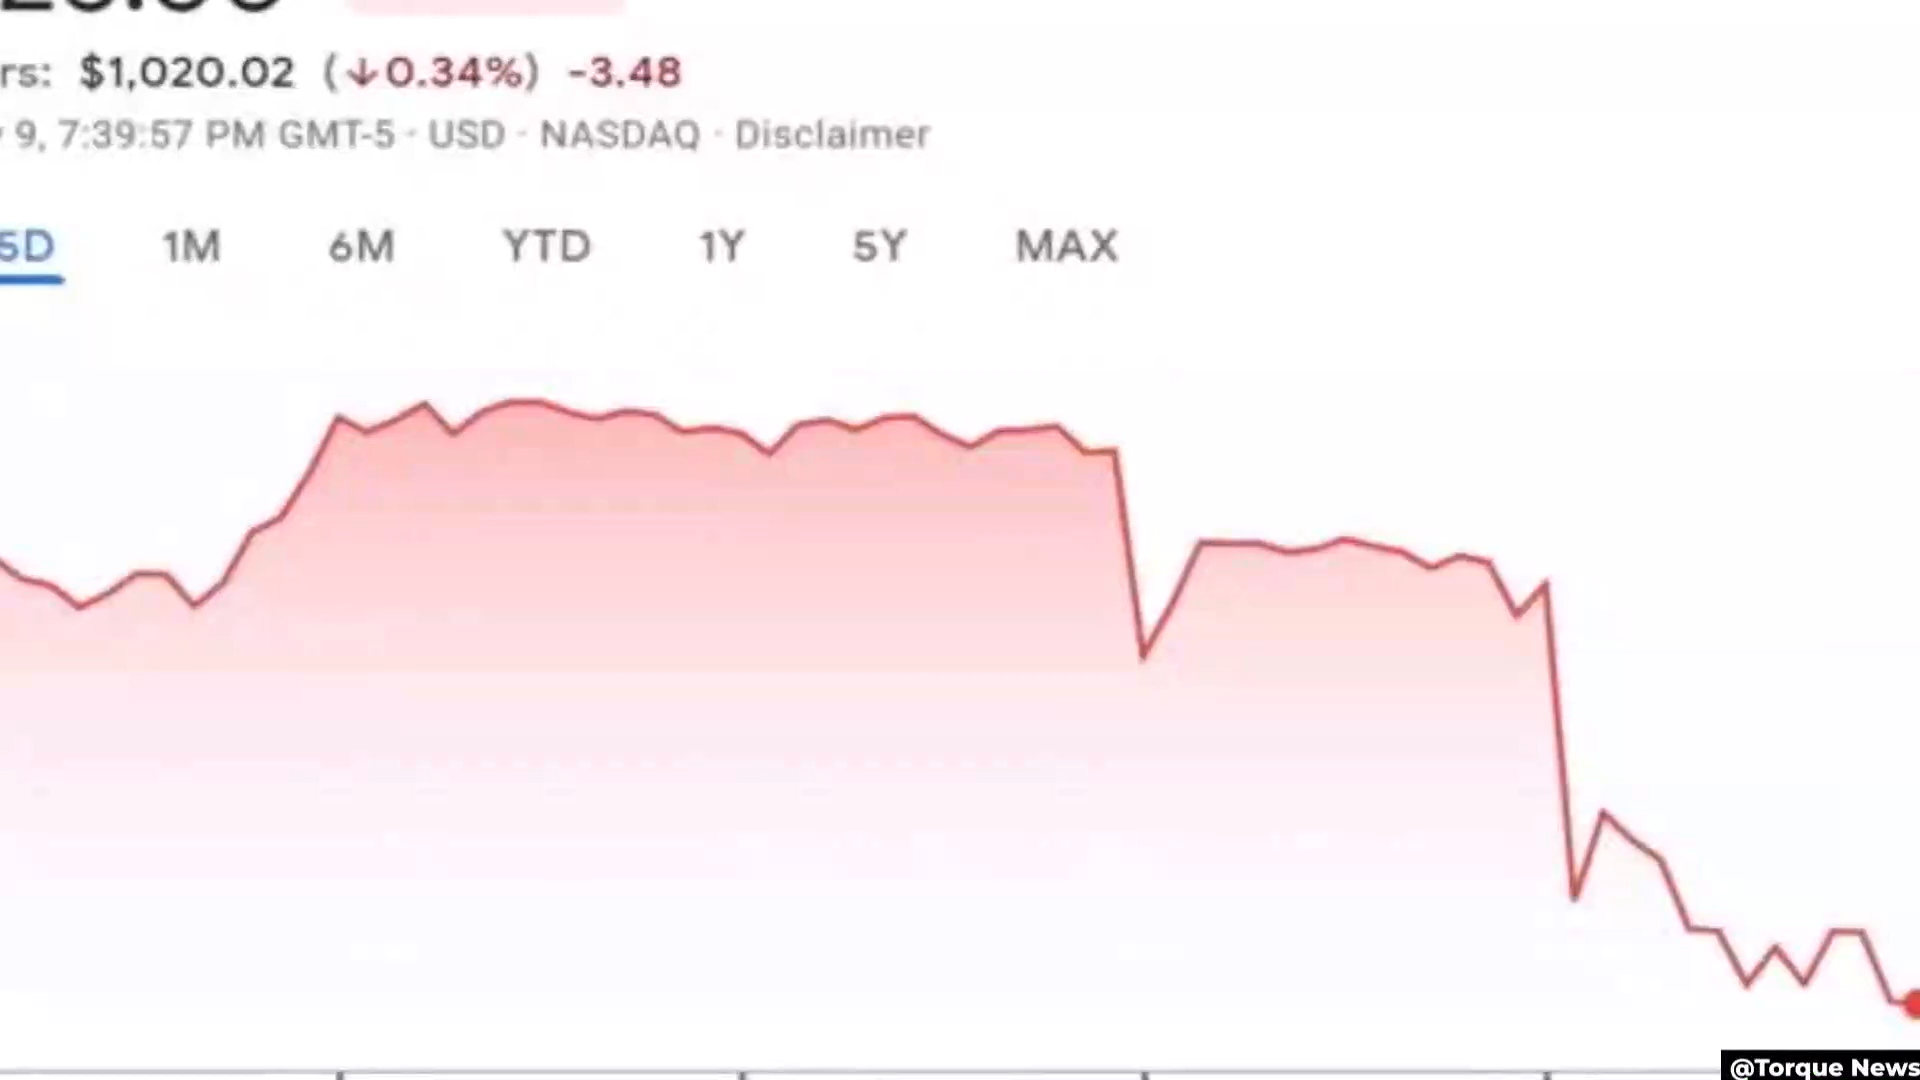 rs: $1,020.02 (↓0.34%) -3.48
9, 7:39:57 PM GMT-5 · USD · NASDAQ · Disclaimer
5D 1M 6M YTD 1Y 5Y MAX
@Torque News